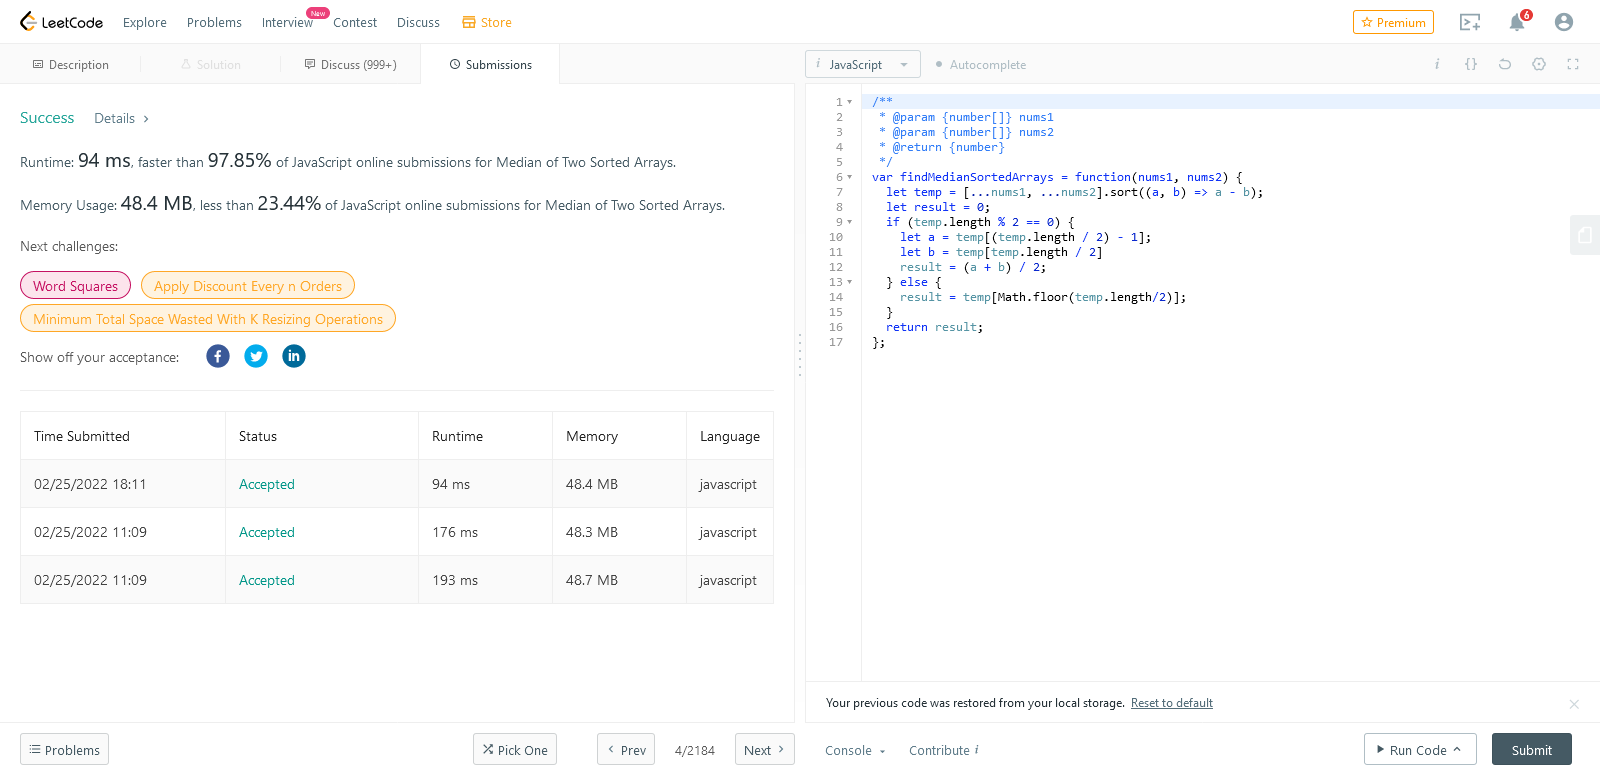 LeetCode Explore Problems Interview New Contest Discuss Store Premium 6
Description Solution Discuss (999+) Submissions
i JavaScript Autocomplete i {}
Success Details >
Runtime: 94 ms, faster than 97.85% of JavaScript online submissions for Median of Two Sorted Arrays.
Memory Usage: 48.4 MB, less than 23.44% of JavaScript online submissions for Median of Two Sorted Arrays.
Next challenges:
Word Squares Apply Discount Every n Orders
Minimum Total Space Wasted With K Resizing Operations
Show off your acceptance: f in
Time Submitted Status Runtime Memory Language
02/25/2022 18:11 Accepted 94 ms 48.4 MB javascript
02/25/2022 11:09 Accepted 176 ms 48.3 MB javascript
02/25/2022 11:09 Accepted 193 ms 48.7 MB javascript
1 /**
2 * @param {number[]} nums1
3 * @param {number[]} nums2
4 * @return {number}
5 */
6 var findMedianSortedArrays = function(nums1, nums2) {
7 let temp = [...nums1, ...nums2].sort((a, b) => a - b);
8 let result = 0;
9 if (temp.length % 2 == 0) {
10 let a = temp[(temp.length / 2) - 1];
11 let b = temp[temp.length / 2]
12 result = (a + b) / 2;
13 } else {
14 result = temp[Math.floor(temp.length/2)];
15 }
16 return result;
17 };
Your previous code was restored from your local storage. Reset to default
Problems Pick One < Prev 4/2184 Next >
Console Contribute i Run Code Submit